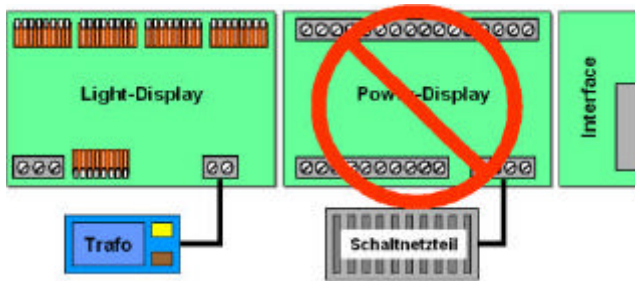 Light-Display
Power-Display
Interface
Trafo
Schaltnetzteil